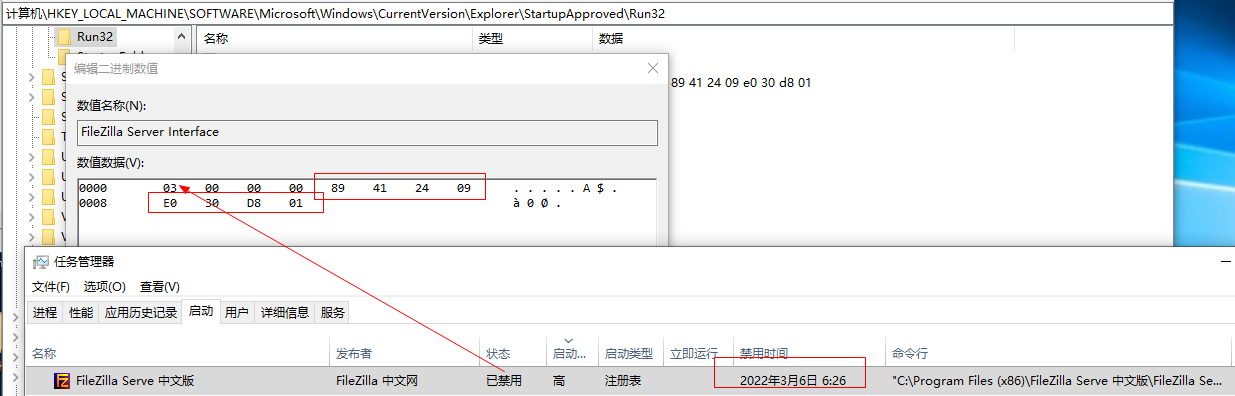 计算机\HKEY_LOCAL_MACHINE\SOFTWARE\Microsoft\Windows\CurrentVersion\Explorer\StartupApproved\Run32
Run32
名称 类型 数据
编辑二进制数值
89 41 24 09 e0 30 d8 01
数值名称(N):
FileZilla Server Interface
数值数据(V):
0000 03 00 00 00 89 41 24 09 . . . . . A $ .
0008 E0 30 D8 01 à 0 Ø .
任务管理器
文件(F) 选项(O) 查看(V)
进程 性能 应用历史记录 启动 用户 详细信息 服务
名称 发布者 状态 启动... 启动类型 立即运行 禁用时间 命令行
FileZilla Serve 中文版 FileZilla 中文网 已禁用 高 注册表 2022年3月6日 6:26 "C:\Program Files (x86)\FileZilla Serve 中文版\FileZilla Se...